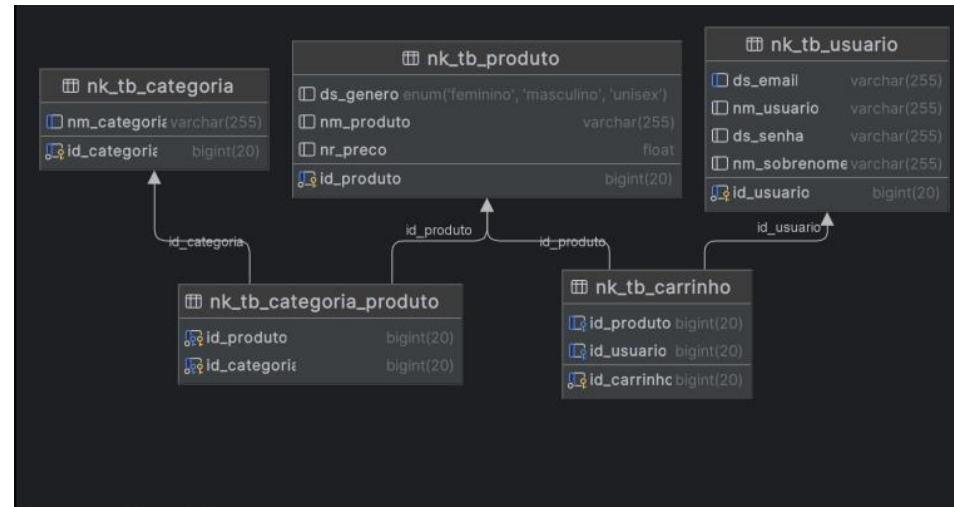 nk_tb_categoria
nm_categoria varchar(255)
id_categoria bigint(20)
nk_tb_produto
ds_genero enum('feminino', 'masculino', 'unisex')
nm_produto varchar(255)
nr_preco float
id_produto bigint(20)
nk_tb_usuario
ds_email varchar(255)
nm_usuario varchar(255)
ds_senha varchar(255)
nm_sobrenome varchar(255)
id_usuario bigint(20)
id_categoria
id_produto
id_produto
id_usuario
nk_tb_categoria_produto
id_produto bigint(20)
id_categoria bigint(20)
nk_tb_carrinho
id_produto bigint(20)
id_usuario bigint(20)
id_carrinho bigint(20)